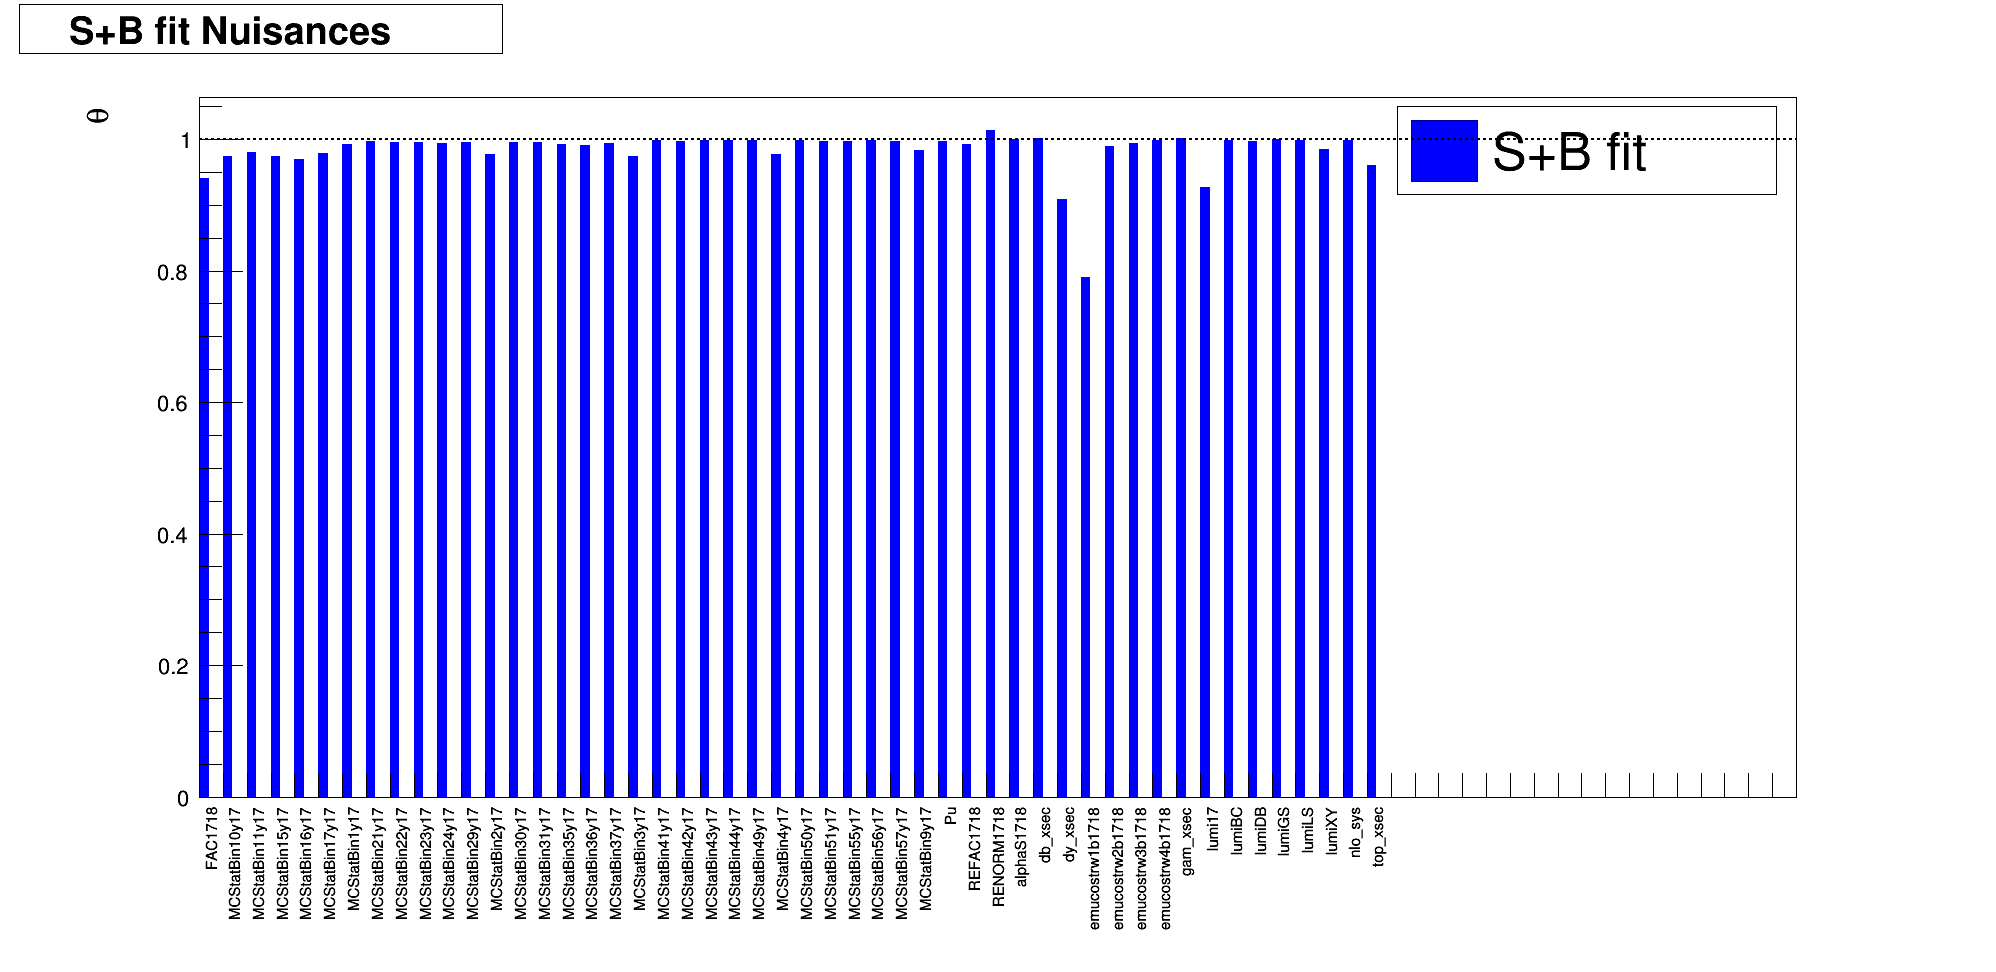 S+B fit Nuisances
θ
S+B fit
1
0.8
0.6
0.4
0.2
0
FAC1718
MCStatBin10y17
MCStatBin11y17
MCStatBin15y17
MCStatBin16y17
MCStatBin17y17
MCStatBin1y17
MCStatBin21y17
MCStatBin22y17
MCStatBin23y17
MCStatBin24y17
MCStatBin29y17
MCStatBin2y17
MCStatBin30y17
MCStatBin31y17
MCStatBin35y17
MCStatBin36y17
MCStatBin37y17
MCStatBin3y17
MCStatBin41y17
MCStatBin42y17
MCStatBin43y17
MCStatBin44y17
MCStatBin49y17
MCStatBin4y17
MCStatBin50y17
MCStatBin51y17
MCStatBin55y17
MCStatBin56y17
MCStatBin57y17
MCStatBin9y17
Pu
REFAC1718
RENORM1718
alphaS1718
db_xsec
dy_xsec
emucostrw1b1718
emucostrw2b1718
emucostrw3b1718
emucostrw4b1718
gam_xsec
lumi17
lumiBC
lumiDB
lumiGS
lumiLS
lumiXY
nlo_sys
top_xsec